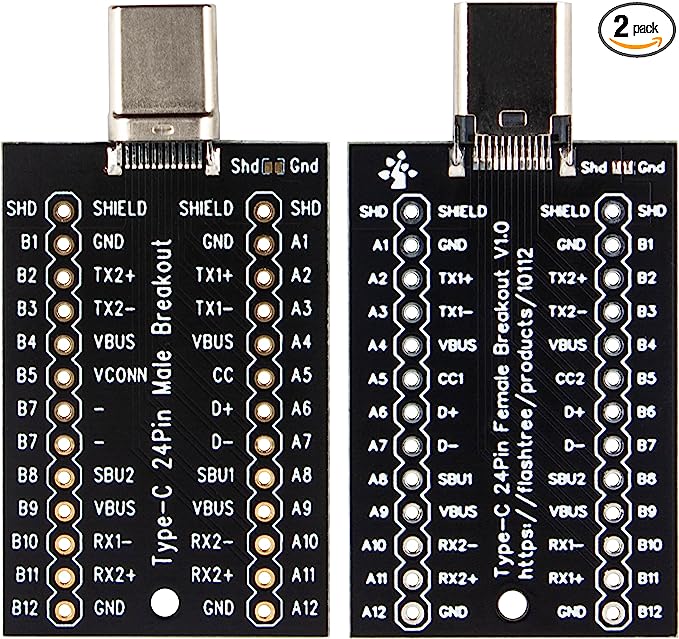 2 pack
Shd Gnd
SHD SHIELD SHIELD SHD
B1 GND GND A1
B2 TX2+ TX1+ A2
B3 TX2- TX1- A3
B4 VBUS VBUS A4
B5 VCONN CC A5
B7 - D+ A6
B7 - D- A7
B8 SBU2 SBU1 A8
B9 VBUS VBUS A9
B10 RX1- RX2- A10
B11 RX2+ RX2+ A11
B12 GND GND A12
Type-C 24Pin Male Breakout
Shd Gnd
SHD SHIELD SHIELD SHD
A1 GND GND B1
A2 TX1+ TX2+ B2
A3 TX1- TX2- B3
A4 VBUS VBUS B4
A5 CC1 CC2 B5
A6 D+ D+ B6
A7 D- D- B7
A8 SBU1 SBU2 B8
A9 VBUS VBUS B9
A10 RX2- RX1- B10
A11 RX2+ RX1+ B11
A12 GND GND B12
Type-C 24Pin Female Breakout V1.0
https://flashtree/products/10112